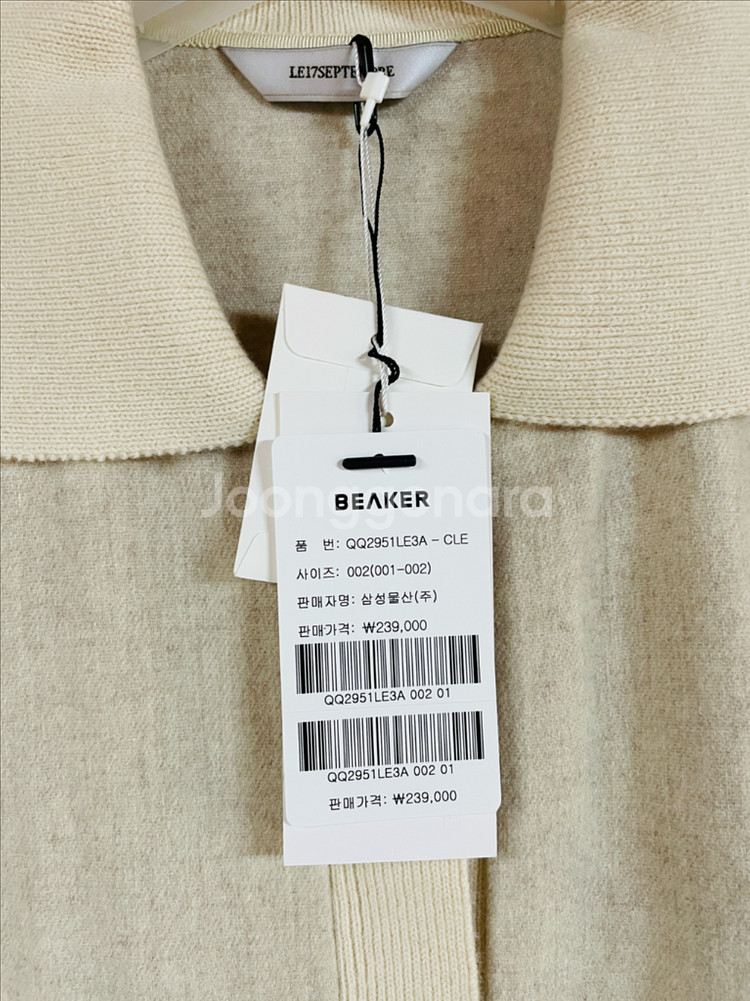 LE17SEPTEMBRE
BEAKER
Joonggonara
품 번: QQ2951LE3A - CLE
사이즈: 002(001-002)
판매자명: 삼성물산(주)
판매가격: ₩239,000
QQ2951LE3A 002 01
QQ2951LE3A 002 01
판매가격: ₩239,000